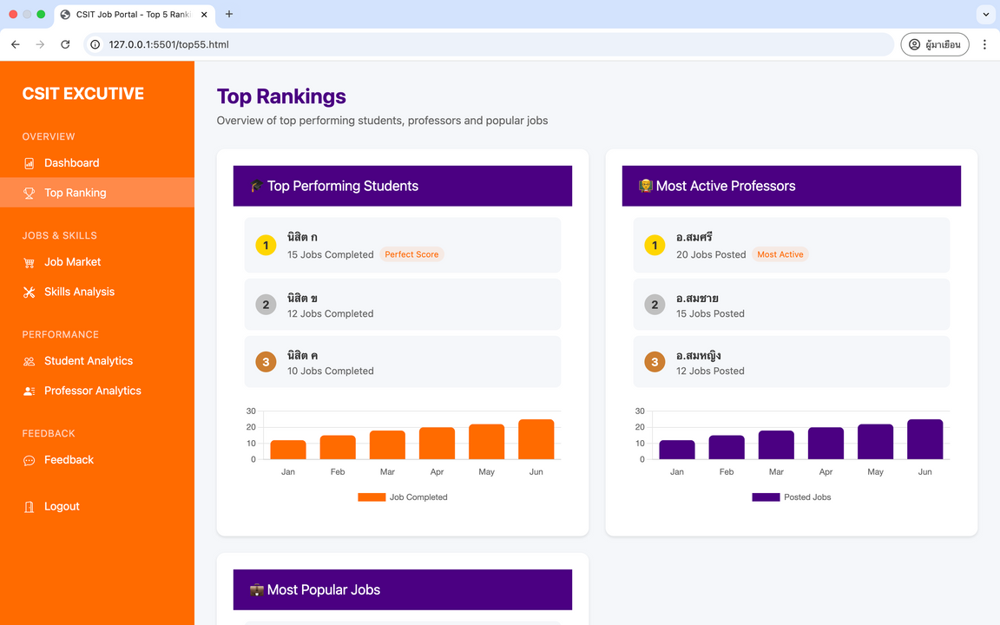 CSIT Job Portal - Top 5 Ranki
127.0.0.1:5501/top55.html
ผู้มาเยือน
CSIT EXCUTIVE
OVERVIEW
Dashboard
Top Ranking
JOBS & SKILLS
Job Market
Skills Analysis
PERFORMANCE
Student Analytics
Professor Analytics
FEEDBACK
Feedback
Logout
Top Rankings
Overview of top performing students, professors and popular jobs
Top Performing Students
1
นิสิต ก
15 Jobs Completed Perfect Score
2
นิสิต ข
12 Jobs Completed
3
นิสิต ค
10 Jobs Completed
30
20
10
0
Jan Feb Mar Apr May Jun
Job Completed
Most Active Professors
1
อ.สมศรี
20 Jobs Posted Most Active
2
อ.สมชาย
15 Jobs Posted
3
อ.สมหญิง
12 Jobs Posted
30
20
10
0
Jan Feb Mar Apr May Jun
Posted Jobs
Most Popular Jobs